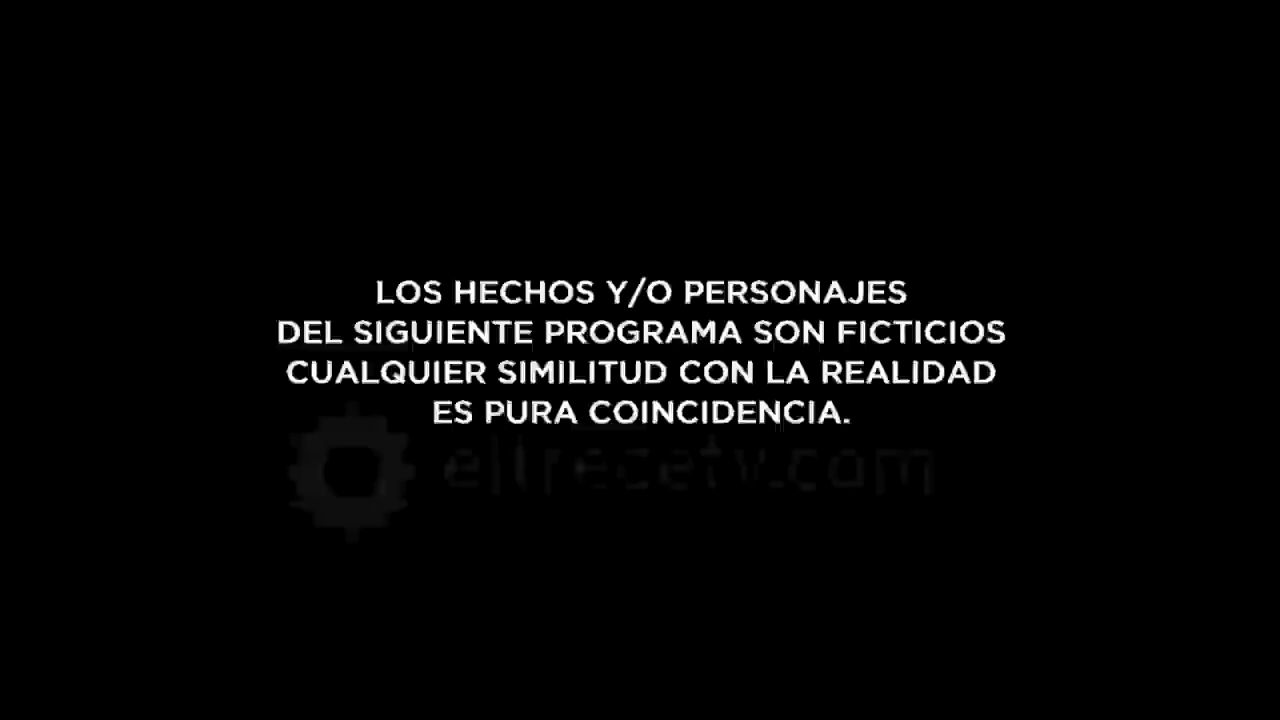 LOS HECHOS Y/O PERSONAJES
DEL SIGUIENTE PROGRAMA SON FICTICIOS
CUALQUIER SIMILITUD CON LA REALIDAD
ES PURA COINCIDENCIA.
eltrecetv.com